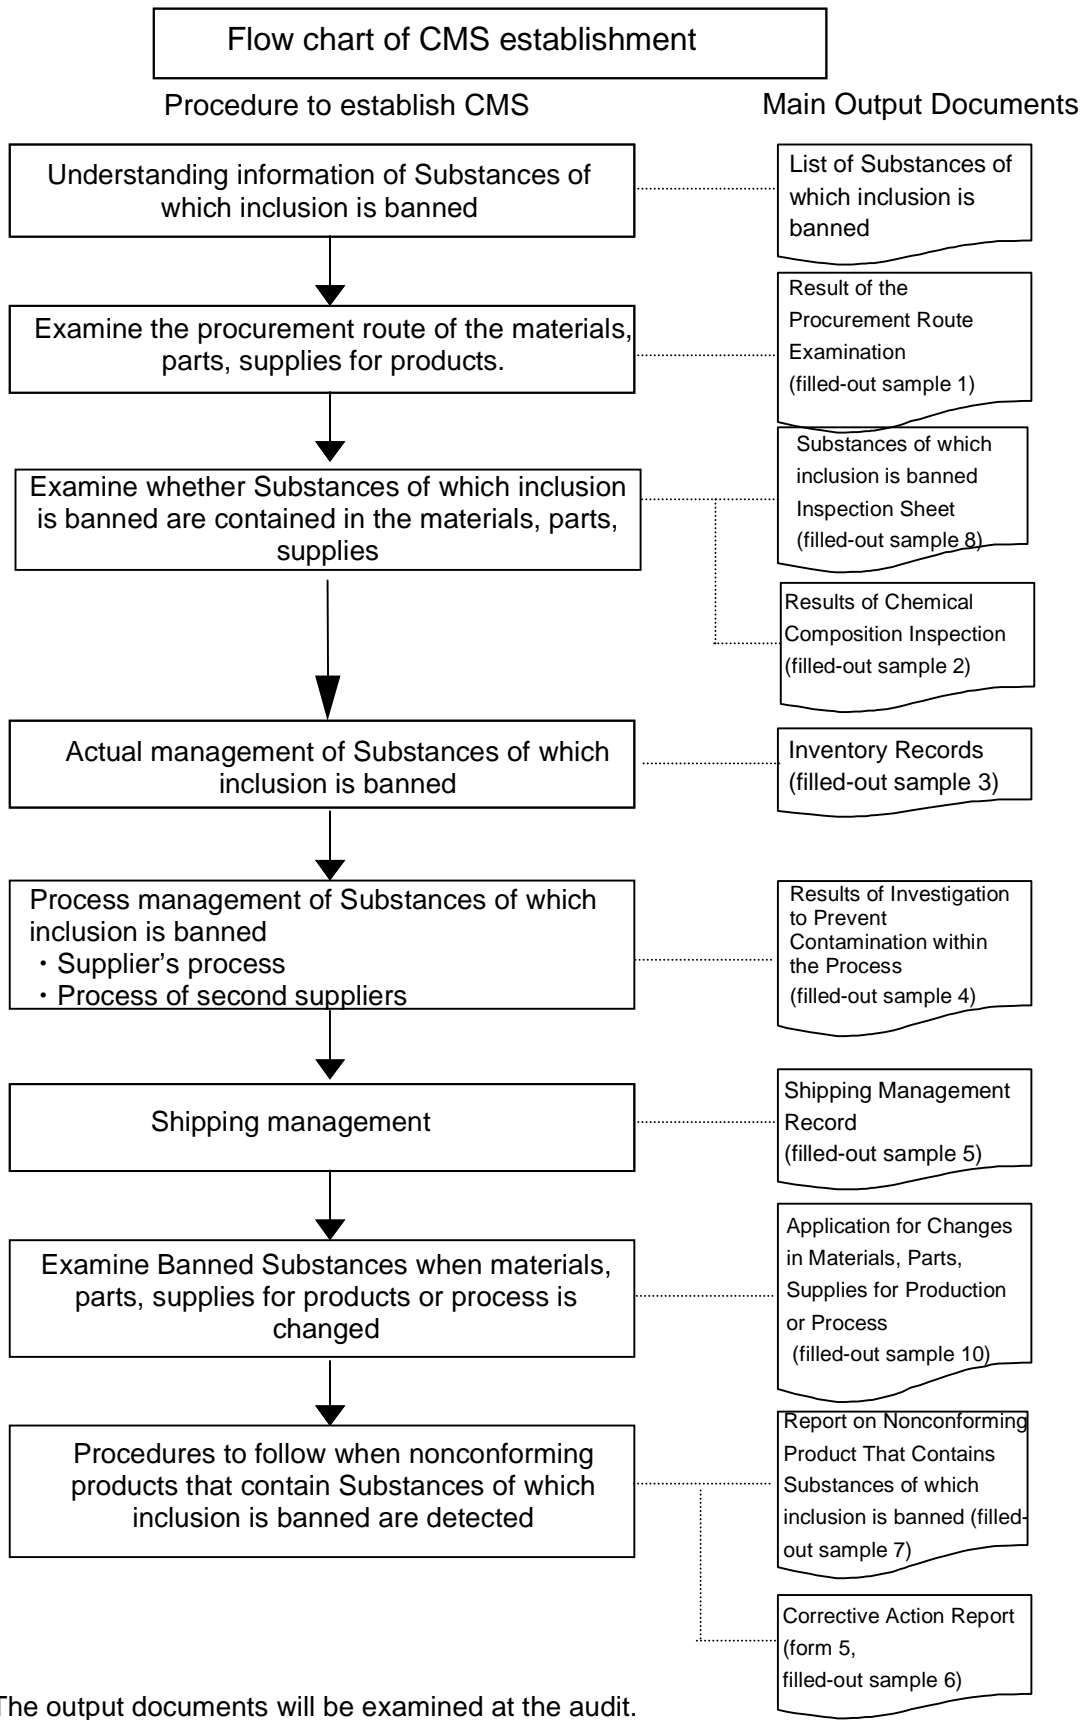 Flow chart of CMS establishment
Procedure to establish CMS
Main Output Documents
Understanding information of Substances of
which inclusion is banned
List of Substances of
which inclusion is
banned
Examine the procurement route of the materials,
parts, supplies for products.
Result of the
Procurement Route
Examination
(filled-out sample 1)
Examine whether Substances of which inclusion
is banned are contained in the materials, parts,
supplies
Substances of which
inclusion is banned
Inspection Sheet
(filled-out sample 8)
Results of Chemical
Composition Inspection
(filled-out sample 2)
Actual management of Substances of which
inclusion is banned
Inventory Records
(filled-out sample 3)
Process management of Substances of which
inclusion is banned
・Supplier's process
・Process of second suppliers
Results of Investigation
to Prevent
Contamination within
the Process
(filled-out sample 4)
Shipping management
Shipping Management
Record
(filled-out sample 5)
Examine Banned Substances when materials,
parts, supplies for products or process is
changed
Application for Changes
in Materials, Parts,
Supplies for Production
or Process
(filled-out sample 10)
Procedures to follow when nonconforming
products that contain Substances of which
inclusion is banned are detected
Report on Nonconforming
Product That Contains
Substances of which
inclusion is banned (filled-
out sample 7)
Corrective Action Report
(form 5,
filled-out sample 6)
The output documents will be examined at the audit.